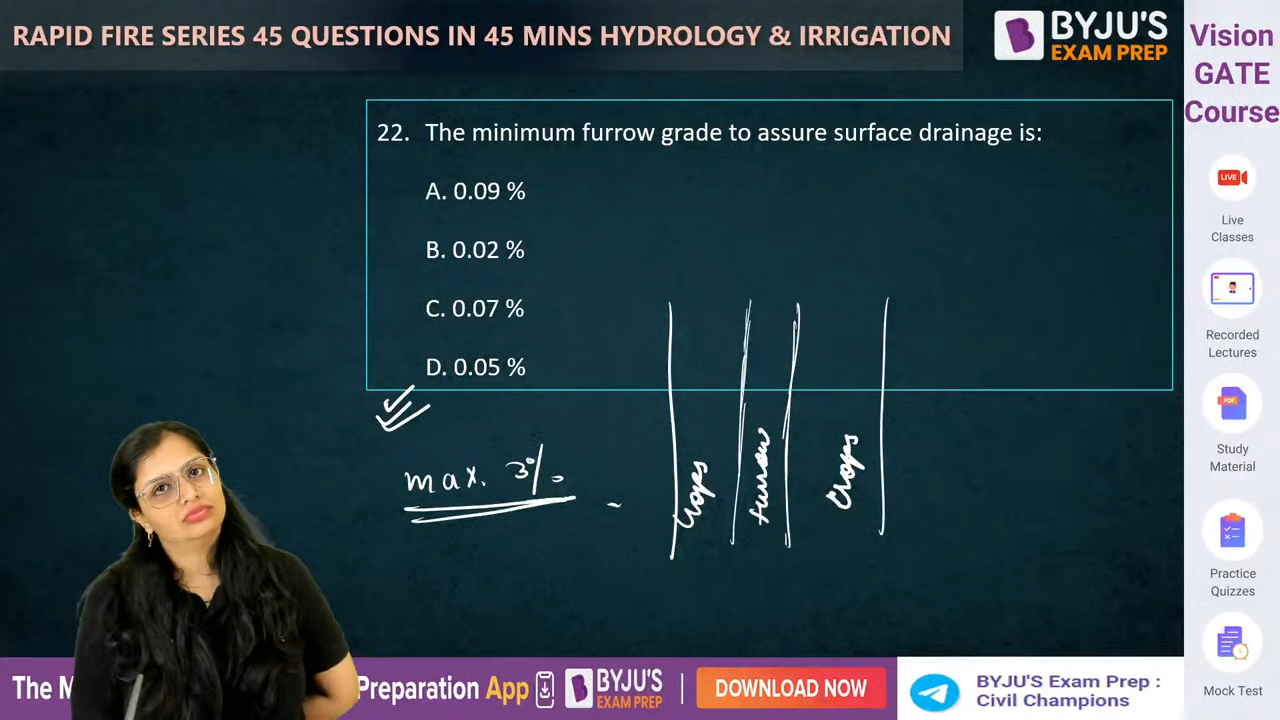 RAPID FIRE SERIES 45 QUESTIONS IN 45 MINS HYDROLOGY & IRRIGATION
BYJU'S
EXAM PREP
Vision
GATE
Course
22. The minimum furrow grade to assure surface drainage is:
A. 0.09 %
B. 0.02 %
C. 0.07 %
D. 0.05 %
max. 3%
Crops
furrow
Crops
LIVE
Live
Classes
Recorded
Lectures
PDF
Study
Material
Practice
Quizzes
Mock Test
The M
Preparation App
BYJU'S
EXAM PREP
DOWNLOAD NOW
BYJU'S Exam Prep :
Civil Champions